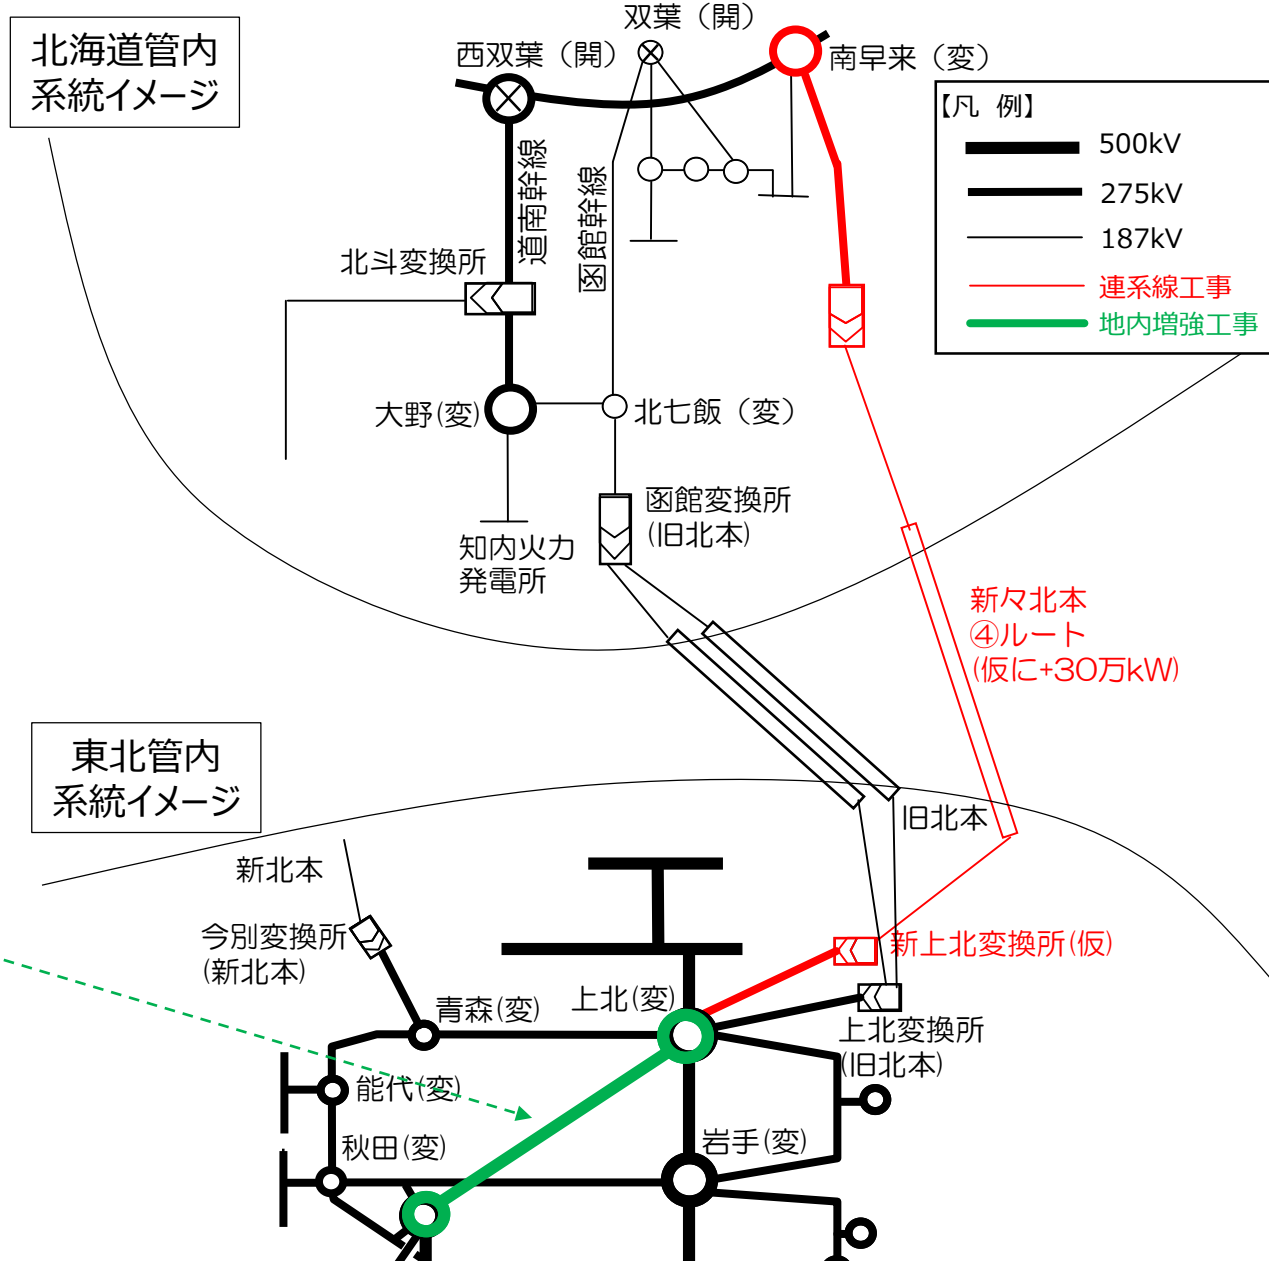 北海道管内
系統イメージ
双葉（開）
西双葉（開）
南早来（変）
【凡 例】
500kV
275kV
187kV
連系線工事
地内増強工事
道南幹線
函館幹線
北斗変換所
大野(変)
北七飯（変）
函館変換所
(旧北本)
知内火力
発電所
新々北本
④ルート
(仮に+30万kW)
東北管内
系統イメージ
旧北本
新北本
今別変換所
(新北本)
新上北変換所(仮)
青森(変)
上北(変)
上北変換所
(旧北本)
能代(変)
秋田(変)
岩手(変)